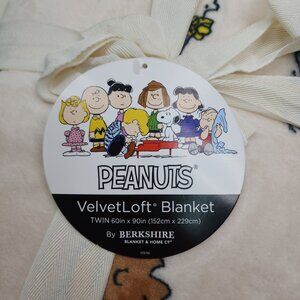 PEANUTS®
VelvetLoft® Blanket
TWIN 60in x 90in (152cm x 229cm)
By BERKSHIRE
BLANKET & HOME CO®